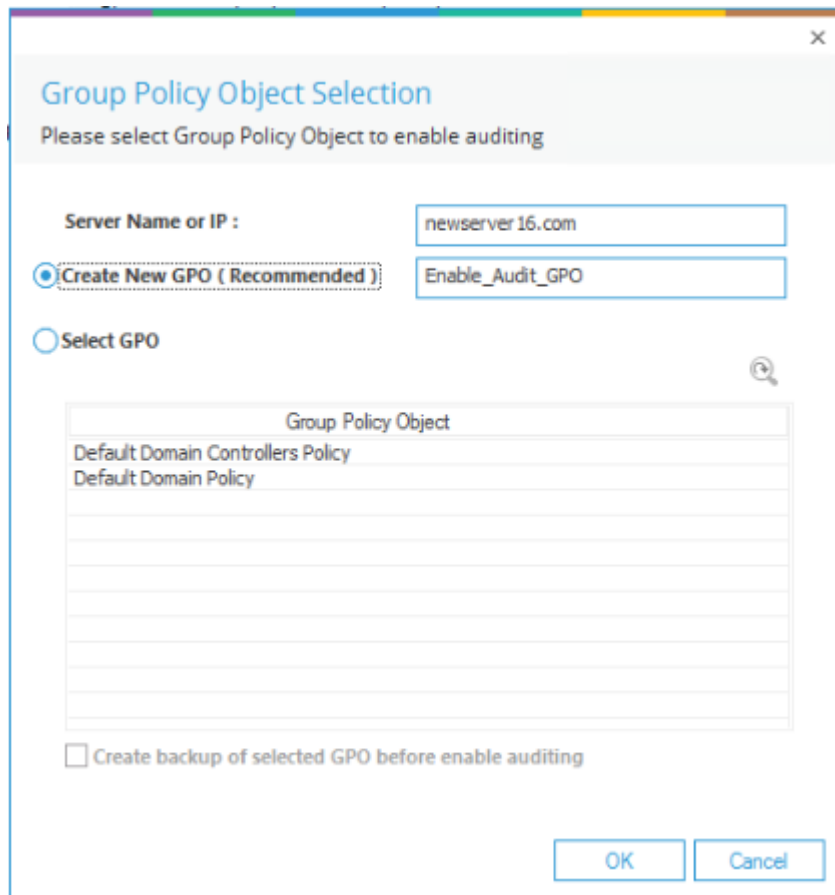 Group Policy Object Selection
Please select Group Policy Object to enable auditing
Server Name or IP : newserver16.com
Create New GPO ( Recommended ) Enable_Audit_GPO
Select GPO
Group Policy Object
Default Domain Controllers Policy
Default Domain Policy
Create backup of selected GPO before enable auditing
OK Cancel